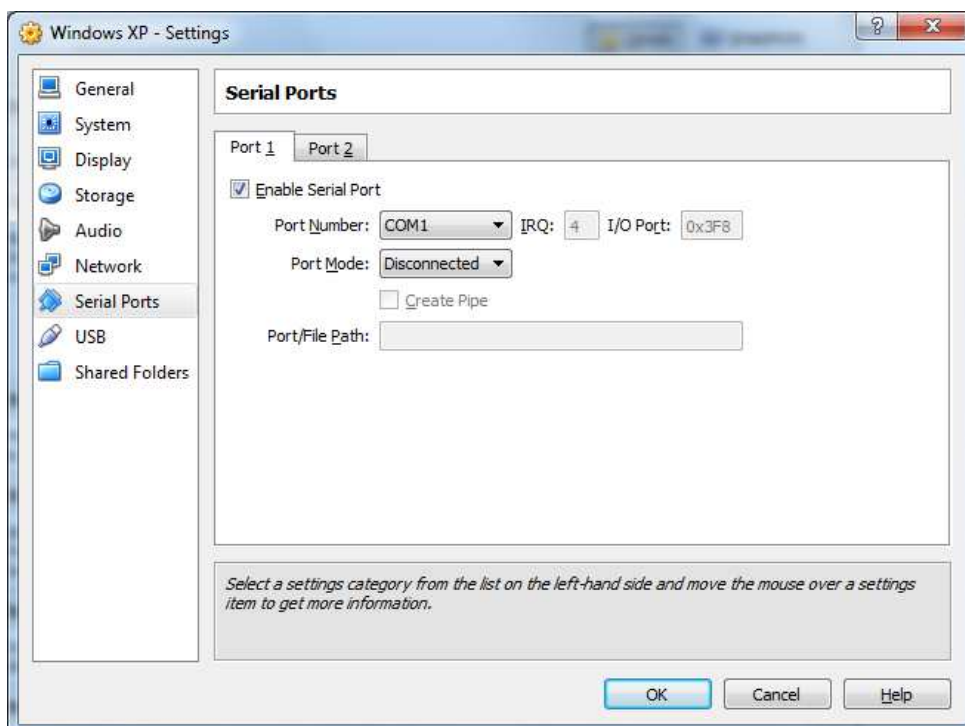 Windows XP - Settings
General
System
Display
Storage
Audio
Network
Serial Ports
USB
Shared Folders
Serial Ports
Port 1 Port 2
Enable Serial Port
Port Number: COM1 IRQ: 4 I/O Port: 0x3F8
Port Mode: Disconnected
Create Pipe
Port/File Path:
Select a settings category from the list on the left-hand side and move the mouse over a settings
item to get more information.
OK Cancel Help